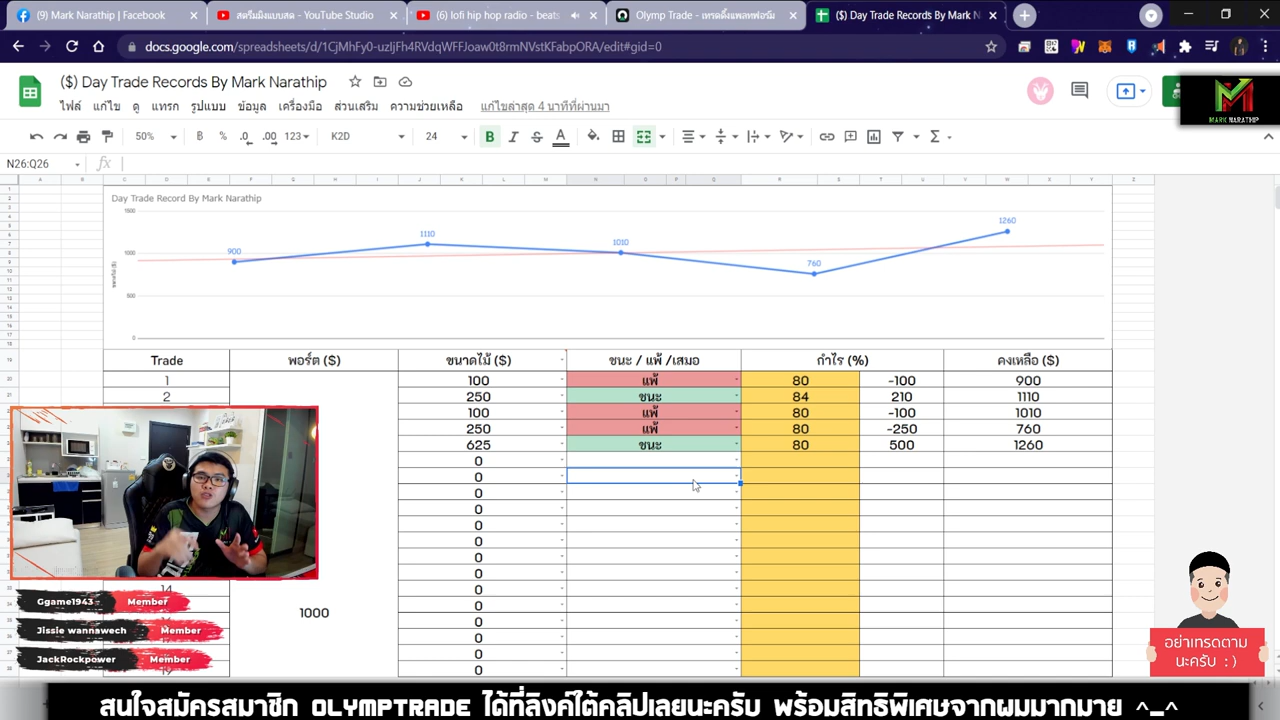 (9) Mark Narathip | Facebook
สตรีมมิงแบบสด - YouTube Studio
(6) lofi hip hop radio - beats
Olymp Trade - เทรดดิ้งแพลทฟอร์ม
($) Day Trade Records By Mark N
docs.google.com/spreadsheets/d/1CjMhFy0-uzIjFh4RVdqWFFJoaw0t8rmNVstKFabpORA/edit#gid=0
($) Day Trade Records By Mark Narathip
ไฟล์ แก้ไข ดู แทรก รูปแบบ ข้อมูล เครื่องมือ ส่วนเสริม ความช่วยเหลือ แก้ไขล่าสุด 4 นาทีที่ผ่านมา
MARK NARATHIP
50% ฿ % .0 .00 123 K2D 24 B I S A
N26:Q26 fx
Day Trade Record By Mark Narathip
1500
1000
500
0
900 1110 1010 760 1260
Trade พอร์ต ($) ขนาดไม้ ($) ชนะ / แพ้ /เสมอ กำไร (%) คงเหลือ ($)
1 100 แพ้ 80 -100 900
2 250 ชนะ 84 210 1110
100 แพ้ 80 -100 1010
250 แพ้ 80 -250 760
625 ชนะ 80 500 1260
0
0
0
0
0
0
0
0
14 0
1000
0
0
0
0
19 0
Ggame1943 Member
Jissie wannawech Member
JackRockpower Member
อย่าเทรดตาม
นะครับ : )
สนใจสมัครสมาชิก OLYMPTRADE ได้ที่ลิงค์ใต้คลิปเลยนะครับ พร้อมสิทธิพิเศษจากผมมากมาย ^_^